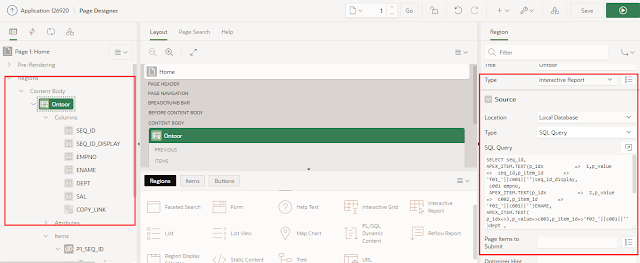 Application 126920 \ Page Designer
1
Go
Save
Page 1: Home
Pre-Rendering
Regions
Content Body
Ontoor
Columns
SEQ_ID
SEQ_ID_DISPLAY
EMPNO
ENAME
DEPT
SAL
COPY_LINK
Attributes
Items
P1_SEQ_ID
Layout
Page Search
Help
Home
PAGE HEADER
PAGE NAVIGATION
BREADCRUMB BAR
BEFORE CONTENT BODY
CONTENT BODY
Ontoor
PREVIOUS
ITEMS
Regions
Items
Buttons
Faceted Search
Form
Help Text
Interactive Grid
Interactive
Report
List
List View
Map Chart
PL/SQL
Dynamic
Content
Reflow Report
Region Display
Static Content
Tree
URL
Region
Filter
Title
Ontoor
Type
Interactive Report
Source
Location
Local Database
Type
SQL Query
SQL Query
SELECT seq_id,
APEX_ITEM.TEXT(p_idx => 1,p_value
=> seq_id,p_item_id=>
'f01_'||c001||'')seq_id_display,
c001 empno,
APEX_ITEM.TEXT(p_idx => 2,p_value
=> c002,p_item_id =>
'f01_'||c001||'')ENAME,
APEX_ITEM.TEXT(
p_idx=>3,p_value=>c003,p_item_id=>'f01_'||c001||'
')dept ,
Page Items to
Submit
Optimizer Hint